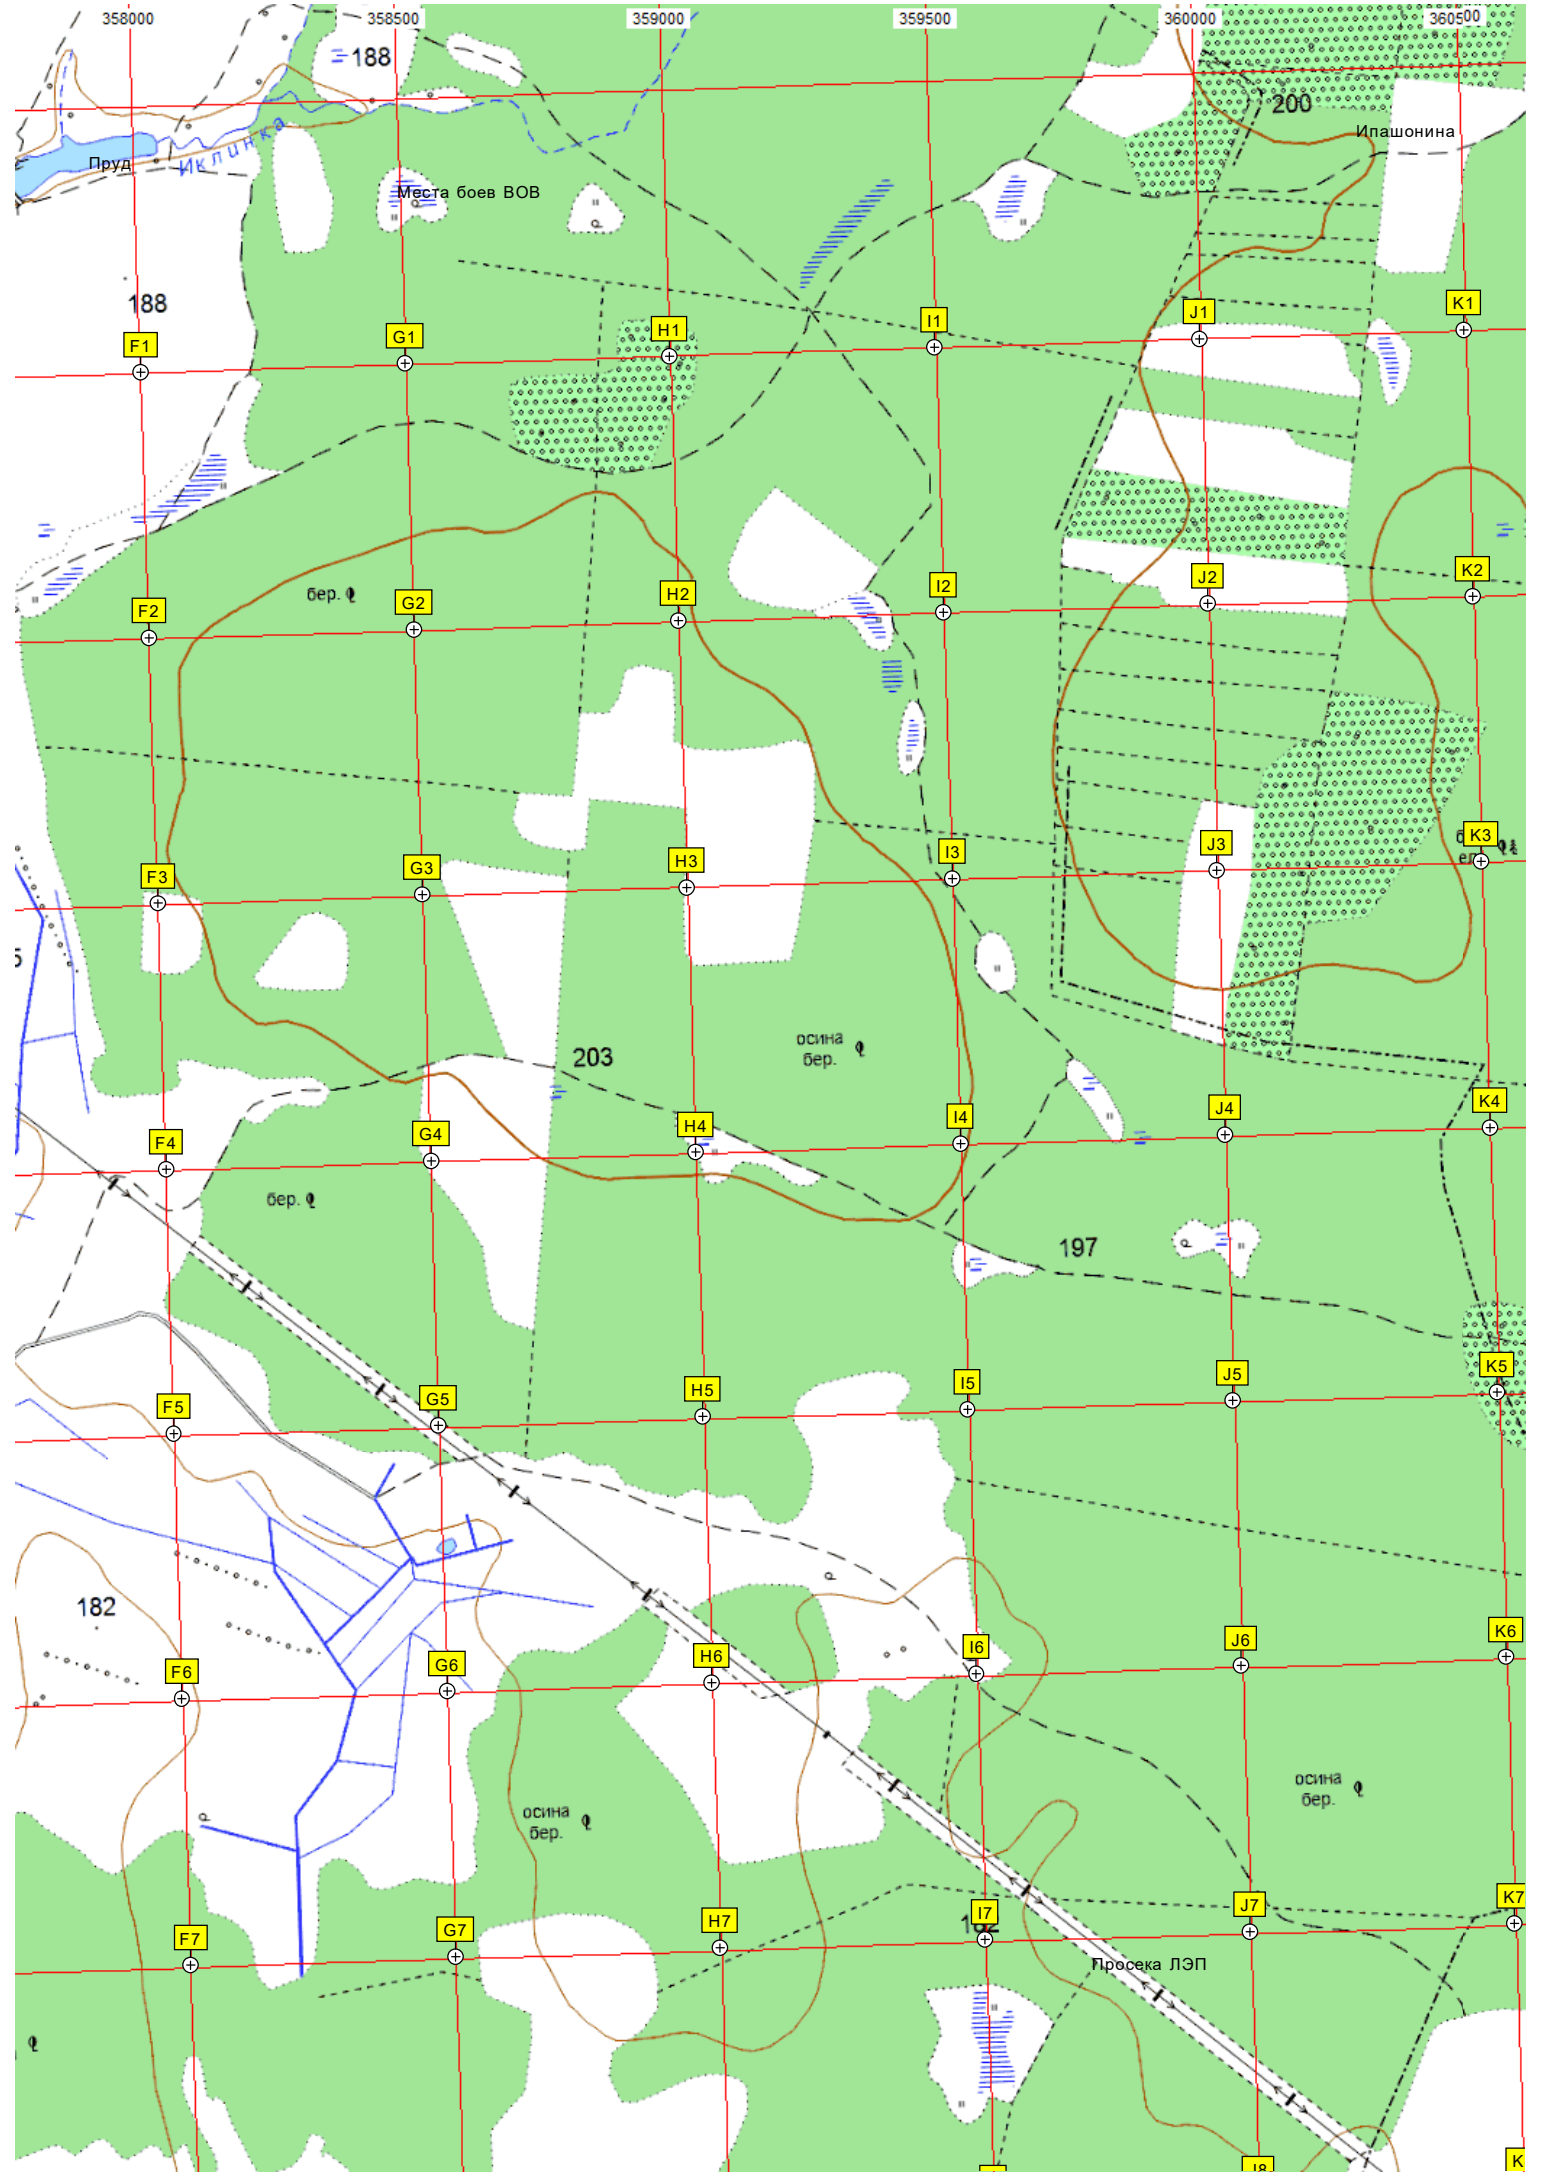 358000 358500 359000 359500 360000 360500
188
200
Ипашонина
Иклинка
Пруд
Места боев ВОВ
188
F1 G1 H1 I1 J1 K1
бер.
F2 G2 H2 I2 J2 K2
F3 G3 H3 I3 J3 K3
5
203
осина
бер.
F4 G4 H4 I4 J4 K4
бер.
197
F5 G5 H5 I5 J5 K5
182
F6 G6 H6 I6 J6 K6
осина
бер.
осина
бер.
F7 G7 H7 I7 J7 K7
Просека ЛЭП
J8